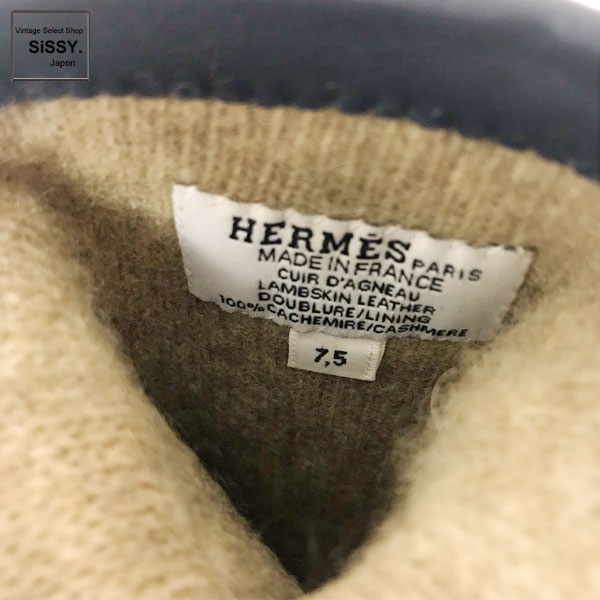 Vintage Select Shop
SiSSY.
Japan
HERMÈS PARIS
MADE IN FRANCE
CUIR D'AGNEAU
LAMBSKIN LEATHER
DOUBLURE/LINING
100% CACHEMIRE/CASHMERE
7,5